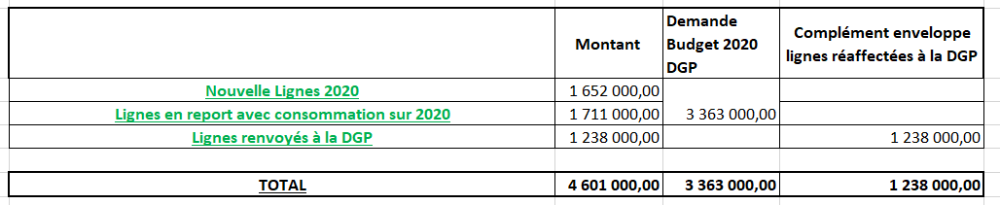 Montant
Demande
Budget 2020
DGP
Complément enveloppe
lignes réaffectées à la DGP
Nouvelle Lignes 2020 1 652 000,00
Lignes en report avec consommation sur 2020 1 711 000,00 3 363 000,00
Lignes renvoyés à la DGP 1 238 000,00 1 238 000,00
TOTAL 4 601 000,00 3 363 000,00 1 238 000,00